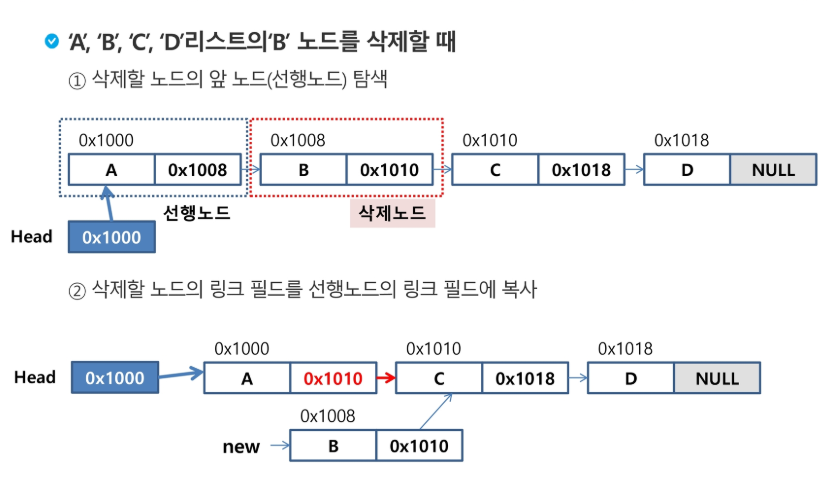 'A', 'B', 'C', 'D'리스트의'B' 노드를 삭제할 때
① 삭제할 노드의 앞 노드(선행노드) 탐색
0x1000 0x1008 0x1010 0x1018
A 0x1008 B 0x1010 C 0x1018 D NULL
선행노드 삭제노드
Head 0x1000
② 삭제할 노드의 링크 필드를 선행노드의 링크 필드에 복사
0x1000 0x1010 0x1018
Head 0x1000 A 0x1010 C 0x1018 D NULL
0x1008
new B 0x1010